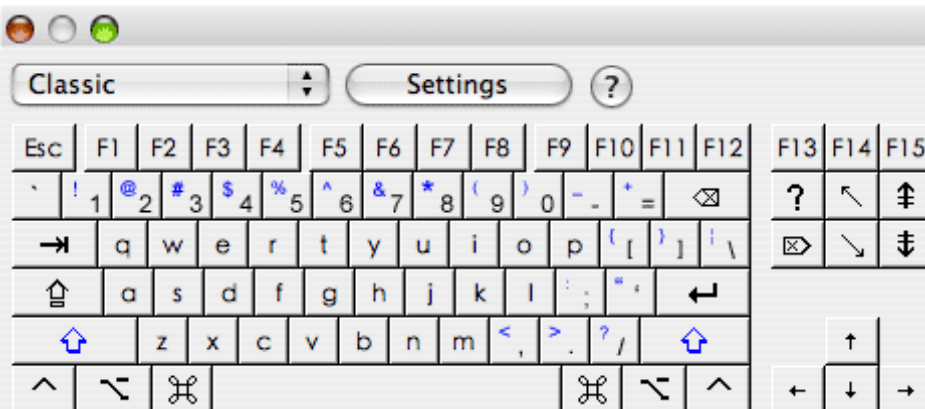 Classic Settings ?
Esc F1 F2 F3 F4 F5 F6 F7 F8 F9 F10 F11 F12 F13 F14 F15
` ! 1 @ 2 # 3 $ 4 % 5 ^ 6 & 7 * 8 ( 9 ) 0 _ - + = ⌫ ? ↖ ⇞
⇥ q w e r t y u i o p { [ } ] ¦ \ ⌦ ↘ ⇟
⇪ a s d f g h j k l : ; “ ‘ ↵
⇧ z x c v b n m < , > . ? / ⇧ ↑
^ ⌥ ⌘ ⌘ ⌥ ^ ← ↓ →